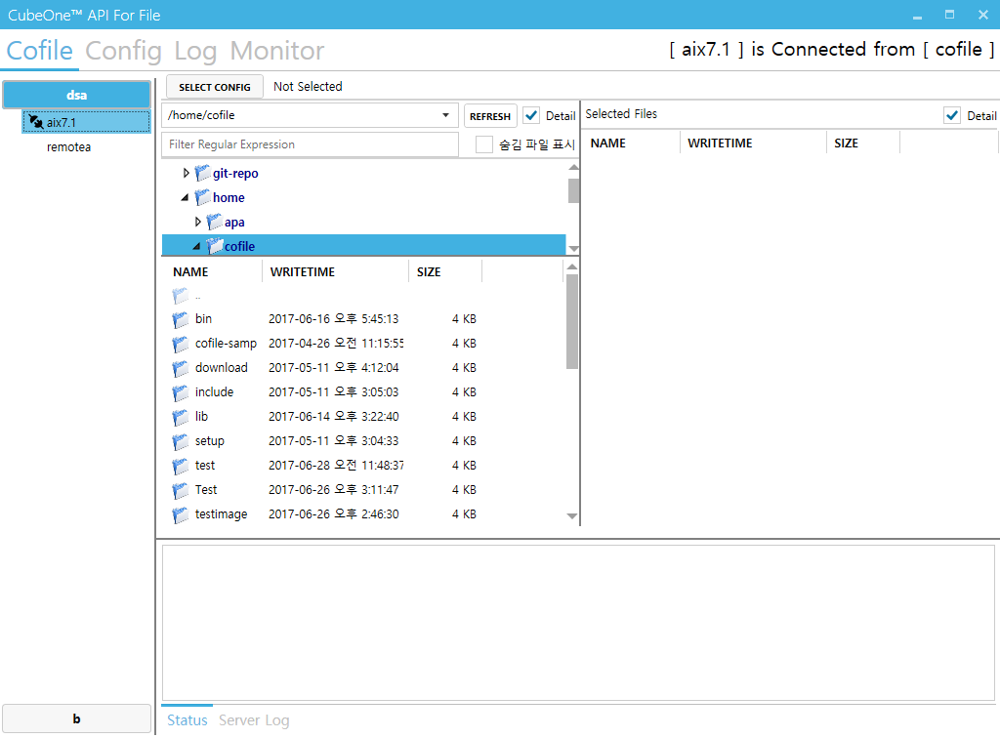 CubeOne™ API For File
Cofile Config Log Monitor
[ aix7.1 ] is Connected from [ cofile ]
dsa
aix7.1
remotea
b
SELECT CONFIG Not Selected
/home/cofile REFRESH Detail
Filter Regular Expression 숨김 파일 표시
git-repo
home
apa
cofile
NAME WRITETIME SIZE
..
bin 2017-06-16 오후 5:45:13 4 KB
cofile-samp 2017-04-26 오전 11:15:55 4 KB
download 2017-05-11 오후 4:12:04 4 KB
include 2017-05-11 오후 3:05:03 4 KB
lib 2017-06-14 오후 3:22:40 4 KB
setup 2017-05-11 오후 3:04:33 4 KB
test 2017-06-28 오전 11:48:37 4 KB
Test 2017-06-26 오후 3:11:47 4 KB
testimage 2017-06-26 오후 2:46:30 4 KB
Selected Files Detail
NAME WRITETIME SIZE
Status Server Log